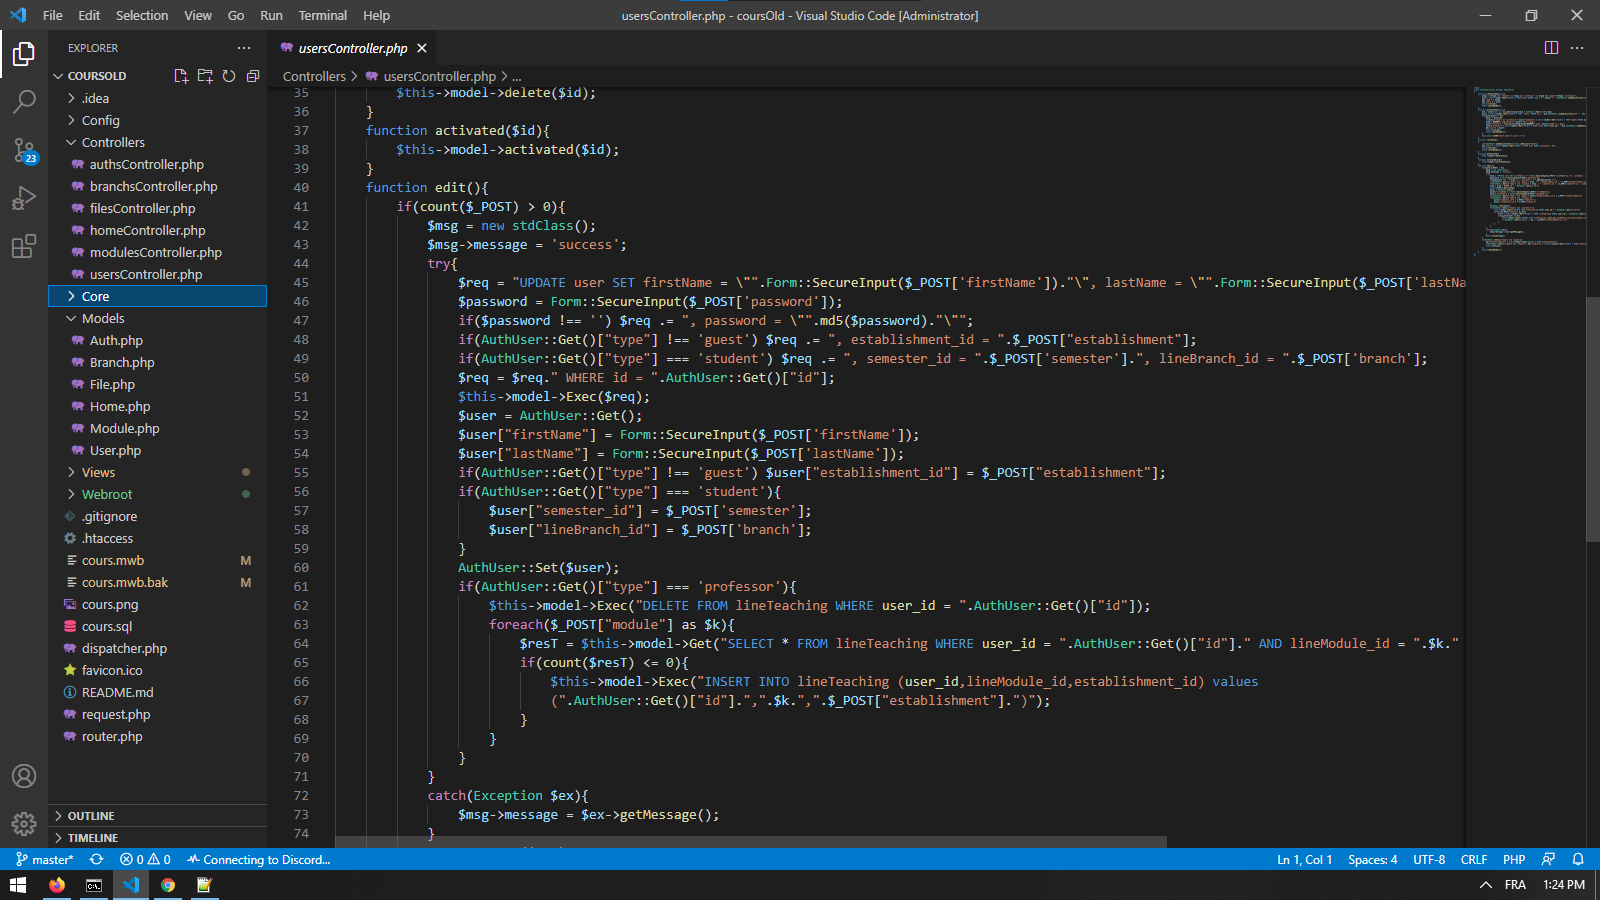 File Edit Selection View Go Run Terminal Help
usersController.php - coursOld - Visual Studio Code [Administrator]
EXPLORER
COURSOLD
.idea
Config
Controllers
authsController.php
branchsController.php
filesController.php
homeController.php
modulesController.php
usersController.php
Core
Models
Auth.php
Branch.php
File.php
Home.php
Module.php
User.php
Views
Webroot
.gitignore
.htaccess
cours.mwb M
cours.mwb.bak M
cours.png
cours.sql
dispatcher.php
favicon.ico
README.md
request.php
router.php
OUTLINE
TIMELINE
23
usersController.php
Controllers > usersController.php > ...
35 $this->model->delete($id);
36 }
37 function activated($id){
38 $this->model->activated($id);
39 }
40 function edit(){
41 if(count($_POST) > 0){
42 $msg = new stdClass();
43 $msg->message = 'success';
44 try{
45 $req = "UPDATE user SET firstName = \"".Form::SecureInput($_POST['firstName'])."\", lastName = \"".Form::SecureInput($_POST['lastNa
46 $password = Form::SecureInput($_POST['password']);
47 if($password !== '') $req .= ", password = \"".md5($password)."\"";
48 if(AuthUser::Get()["type"] !== 'guest') $req .= ", establishment_id = ".$_POST["establishment"];
49 if(AuthUser::Get()["type"] === 'student') $req .= ", semester_id = ".$_POST['semester'].", lineBranch_id = ".$_POST['branch'];
50 $req = $req." WHERE id = ".AuthUser::Get()["id"];
51 $this->model->Exec($req);
52 $user = AuthUser::Get();
53 $user["firstName"] = Form::SecureInput($_POST['firstName']);
54 $user["lastName"] = Form::SecureInput($_POST['lastName']);
55 if(AuthUser::Get()["type"] !== 'guest') $user["establishment_id"] = $_POST["establishment"];
56 if(AuthUser::Get()["type"] === 'student'){
57 $user["semester_id"] = $_POST['semester'];
58 $user["lineBranch_id"] = $_POST['branch'];
59 }
60 AuthUser::Set($user);
61 if(AuthUser::Get()["type"] === 'professor'){
62 $this->model->Exec("DELETE FROM lineTeaching WHERE user_id = ".AuthUser::Get()["id"]);
63 foreach($_POST["module"] as $k){
64 $resT = $this->model->Get("SELECT * FROM lineTeaching WHERE user_id = ".AuthUser::Get()["id"]." AND lineModule_id = ".$k."
65 if(count($resT) <= 0){
66 $this->model->Exec("INSERT INTO lineTeaching (user_id,lineModule_id,establishment_id) values
67 (".AuthUser::Get()["id"].",".$k.",".$_POST["establishment"].")");
68 }
69 }
70 }
71 }
72 catch(Exception $ex){
73 $msg->message = $ex->getMessage();
74 }
master* 0 0 Connecting to Discord...
Ln 1, Col 1 Spaces: 4 UTF-8 CRLF PHP
FRA 1:24 PM